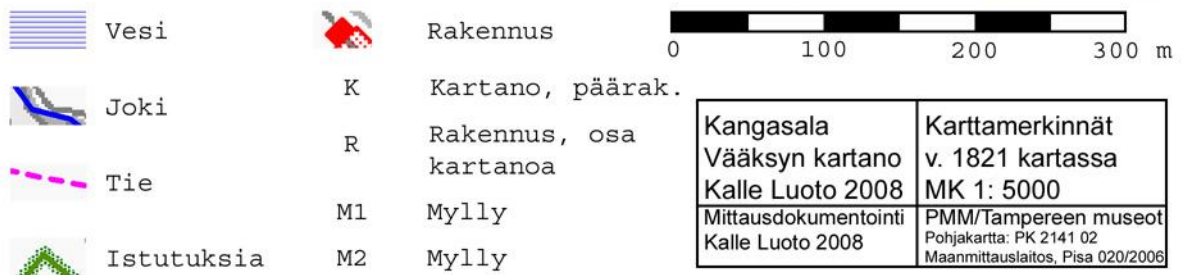 Vesi
Joki
Tie
Istutuksia
Rakennus
K Kartano, päärak.
R Rakennus, osa
kartanoa
M1 Mylly
M2 Mylly
0 100 200 300 m
Kangasala
Vääksyn kartano
Kalle Luoto 2008
Karttamerkinnät
v. 1821 kartassa
MK 1: 5000
Mittausdokumentointi
Kalle Luoto 2008
PMM/Tampereen museot
Pohjakartta: PK 2141 02
Maanmittauslaitos, Pisa 020/2006